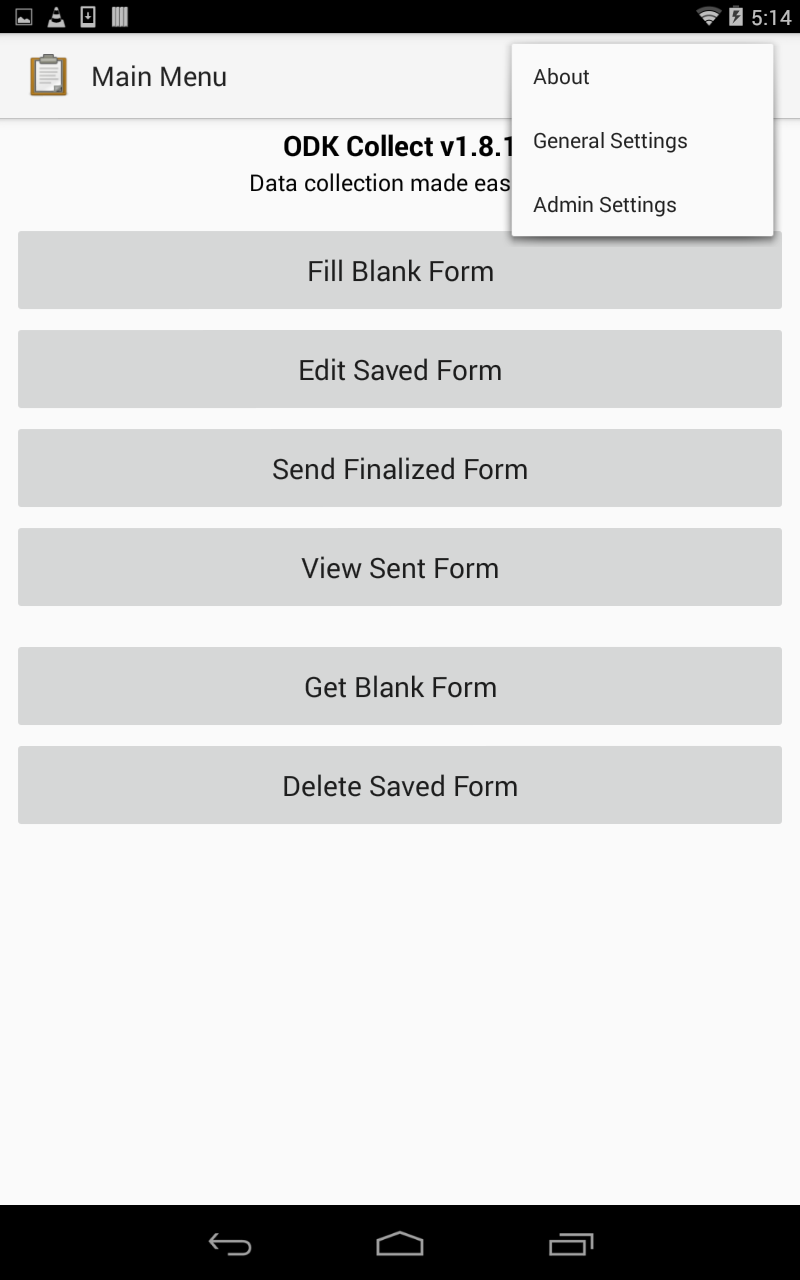 5:14
Main Menu
About
General Settings
Admin Settings
ODK Collect v1.8.1
Data collection made eas
Fill Blank Form
Edit Saved Form
Send Finalized Form
View Sent Form
Get Blank Form
Delete Saved Form